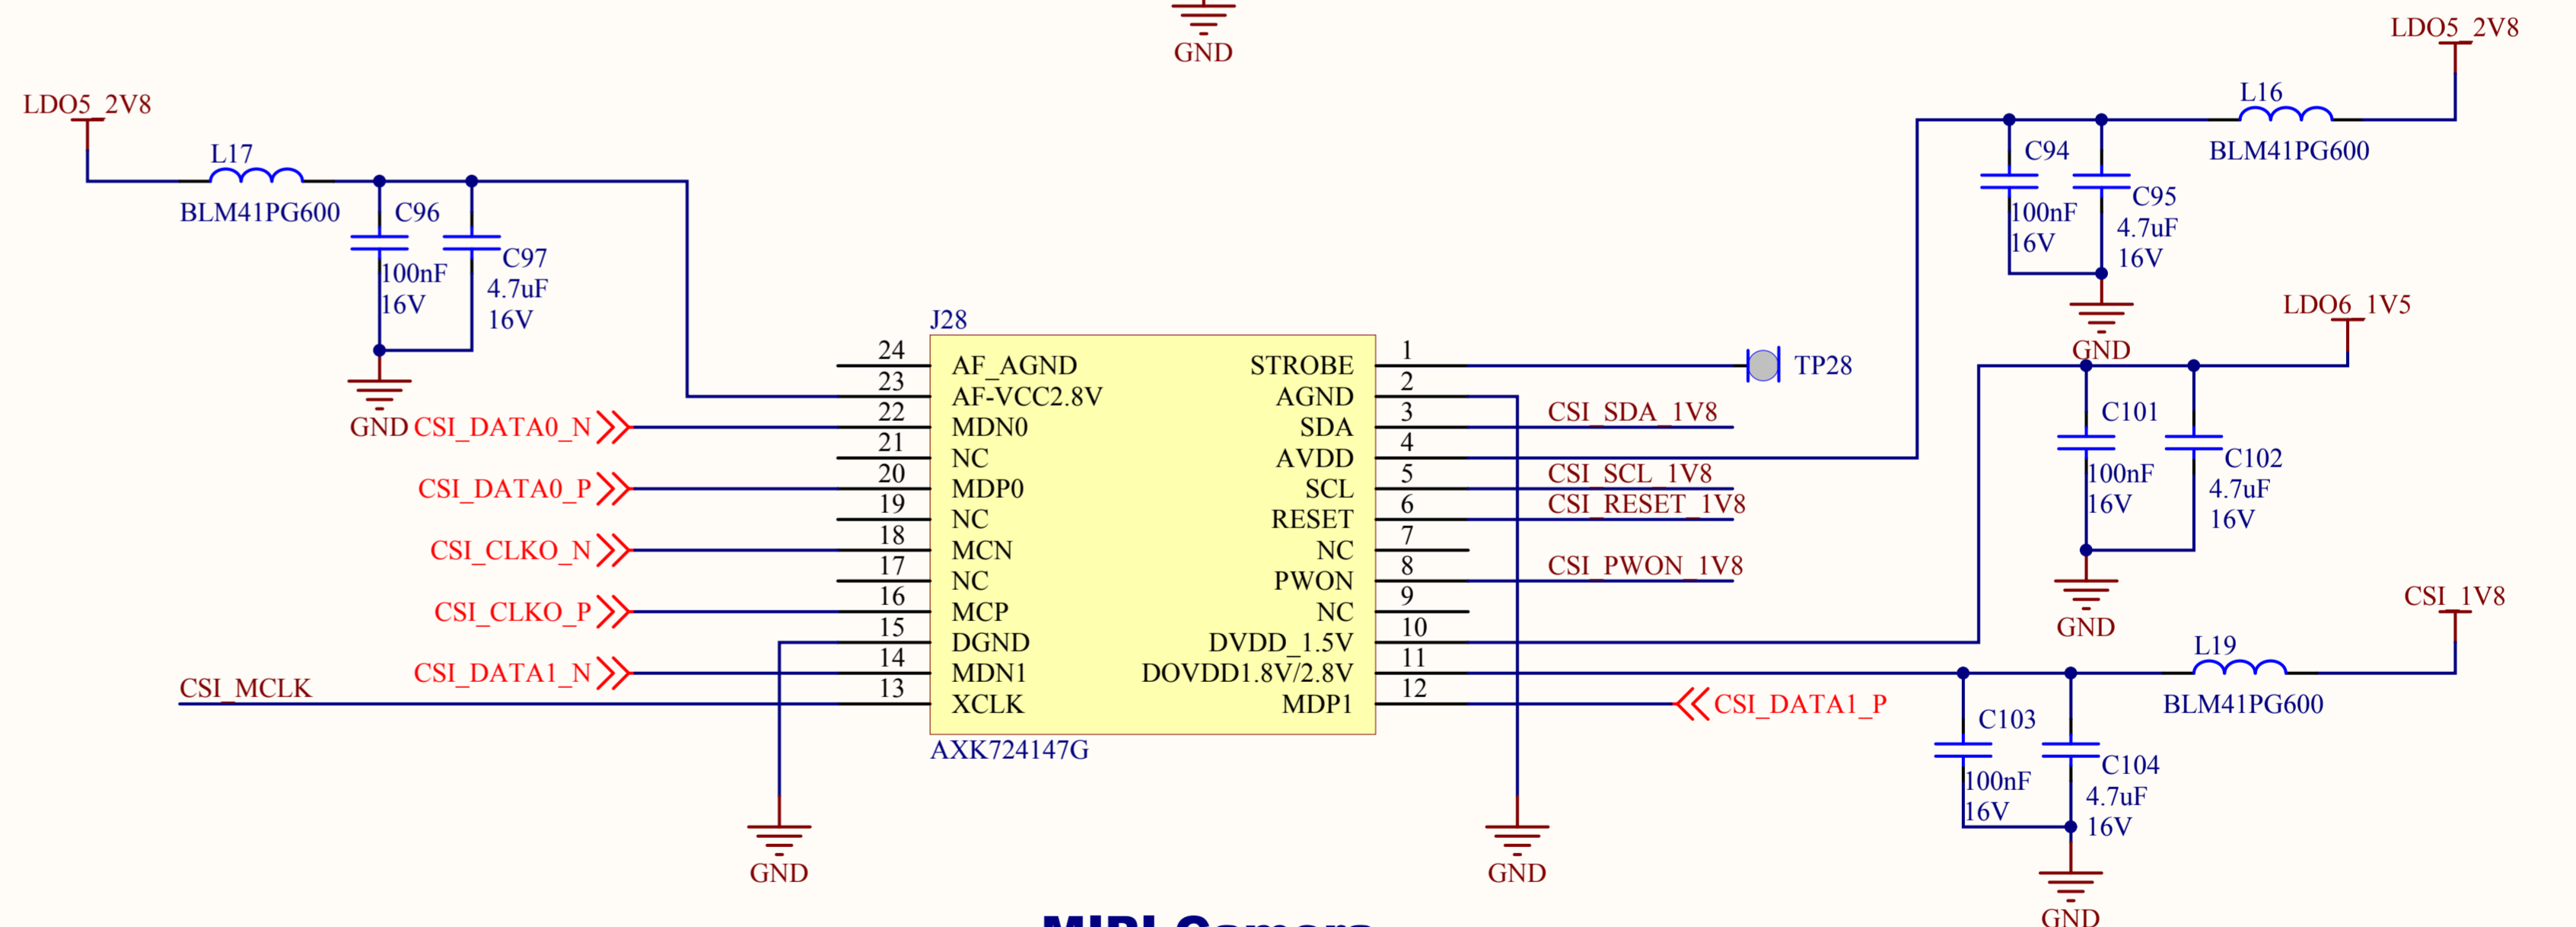 GND
LDO5_2V8
L17
BLM41PG600
C96
100nF
16V
C97
4.7uF
16V
GND
LDO5_2V8
L16
BLM41PG600
C94
100nF
16V
C95
4.7uF
16V
GND
LDO6_1V5
C101
100nF
16V
C102
4.7uF
16V
GND
CSI_1V8
L19
BLM41PG600
C103
100nF
16V
C104
4.7uF
16V
GND
J28
24 AF_AGND
23 AF-VCC2.8V
CSI_DATA0_N 22 MDN0
21 NC
CSI_DATA0_P 20 MDP0
19 NC
CSI_CLKO_N 18 MCN
17 NC
CSI_CLKO_P 16 MCP
15 DGND
CSI_DATA1_N 14 MDN1
CSI_MCLK 13 XCLK
STROBE 1 TP28
AGND 2
SDA 3 CSI_SDA_1V8
AVDD 4
SCL 5 CSI_SCL_1V8
RESET 6 CSI_RESET_1V8
NC 7
PWON 8 CSI_PWON_1V8
NC 9
DVDD_1.5V 10
DOVDD1.8V/2.8V 11
MDP1 12 CSI_DATA1_P
AXK724147G
GND
GND
MIPI Camera